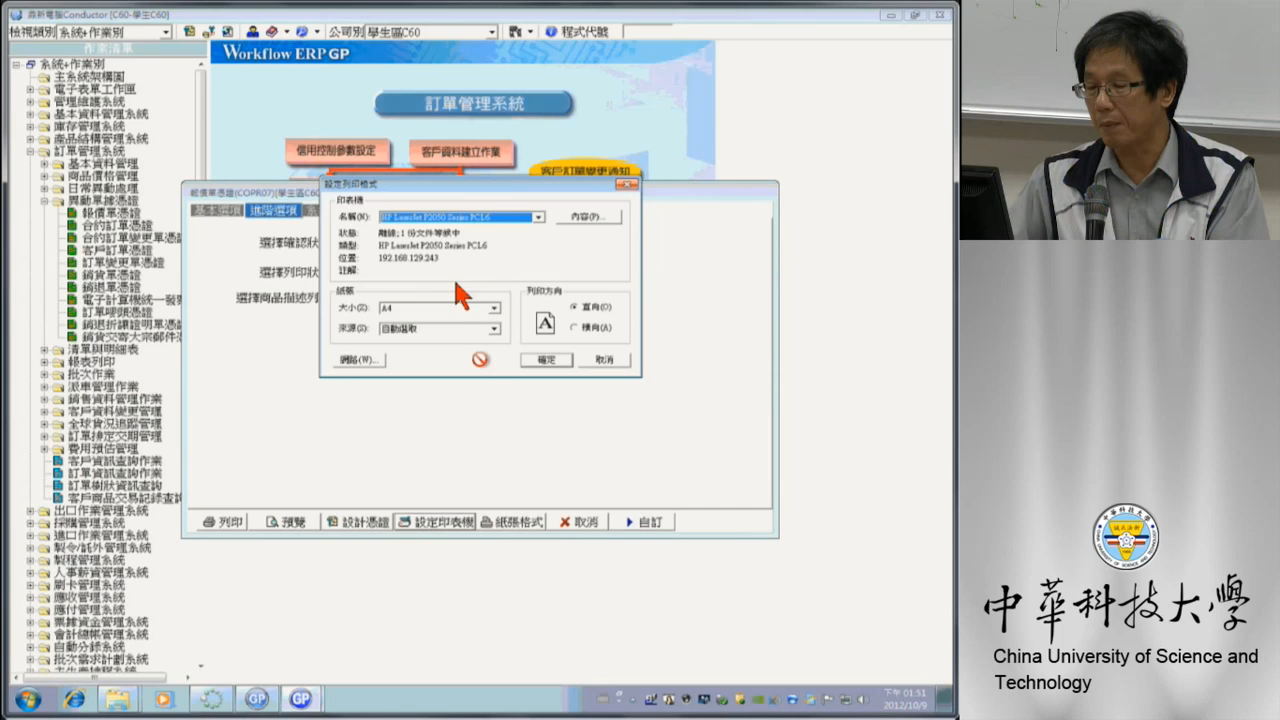 鼎新電腦Conductor [C60-學生C60]
檢視類別 系統+作業別 公司別 學生區C60 程式代號
作業清單
系統+作業別
主系統架構圖
電子表單工作匣
管理維護系統
基本資料管理系統
庫存管理系統
產品結構管理系統
訂單管理系統
基本資料管理
商品價格管理
日常異動處理
異動單據憑證
報價單憑證
合約訂單憑證
合約訂單變更單憑
客戶訂單憑證
訂單變更單憑證
銷貨單憑證
銷退單憑證
電子計算機統一發
訂單嘜頭憑證
銷退折讓證明單憑
銷貨交寄大宗郵件
清單與明細表
報表列印
批次作業
派車管理作業
銷售資料管理作業
客戶資料變更管理
全球貨況追蹤管理
訂單排定交期管理
費用預估管理
客戶資訊查詢作業
訂單資訊查詢作業
訂單樹狀資訊查詢
客戶商品交易記錄查詢
出口作業管理系統
採購管理系統
進口作業管理系統
製令/託外管理系統
製程管理系統
人事薪資管理系統
刷卡管理系統
應收管理系統
應付管理系統
票據資金管理系統
會計總帳管理系統
自動分錄系統
批次需求計劃系統
Workflow ERP GP
訂單管理系統
信用控制參數設定
客戶資料建立作業
客戶訂單變更通知
報價單憑證(COPR07)[學生區C60
基本選項 進階選項
選擇確認狀
選擇列印狀
選擇商品描述列
設定列印格式
印表機
名稱(N): HP LaserJet P2050 Series PCL6 內容(P)...
狀態: 離線; 1 份文件等候中
類型: HP LaserJet P2050 Series PCL6
位置: 192.168.129.243
註解:
紙張
大小(Z): A4
來源(S): 自動選取
列印方向
A
直向(O)
橫向(A)
網路(W)...
確定
取消
列印 預覽 設計憑證 設定印表機 紙張格式 取消 自訂
GP GP
下午 01:51
2012/10/9
中華科技大學
China University of Science and
Technology